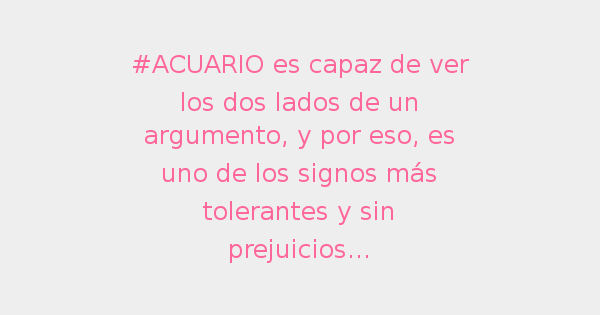 #ACUARIO es capaz de ver
los dos lados de un
argumento, y por eso, es
uno de los signos más
tolerantes y sin
prejuicios...